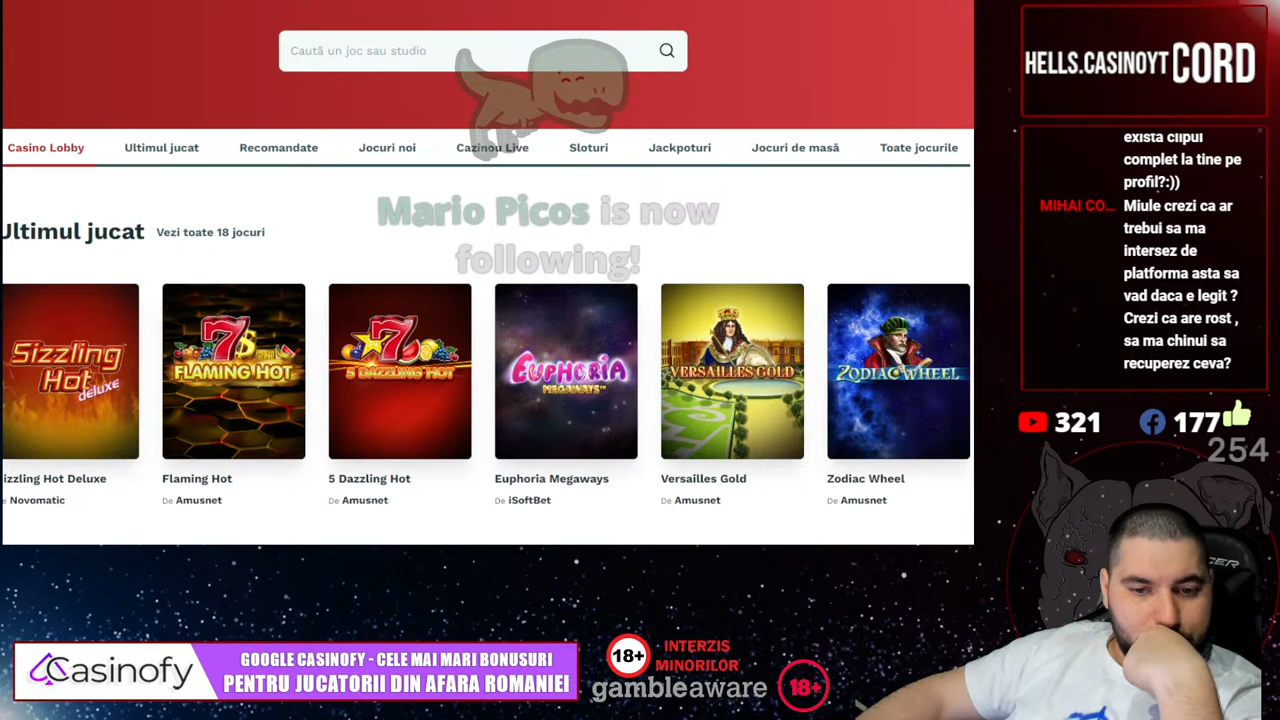 Caută un joc sau studio
Casino Lobby Ultimul jucat Recomandate Jocuri noi Cazinou Live Sloturi Jackpoturi Jocuri de masă Toate jocurile
Mario Picos is now
following!
Ultimul jucat Vezi toate 18 jocuri
Sizzling
Hot
deluxe
7
FLAMING HOT
7
5 DAZZLING HOT
EUPHORIA
MEGAWAYS™
VERSAILLES GOLD
ZODIAC WHEEL
izzling Hot Deluxe
e Novomatic
Flaming Hot
De Amusnet
5 Dazzling Hot
De Amusnet
Euphoria Megaways
De iSoftBet
Versailles Gold
De Amusnet
Zodiac Wheel
De Amusnet
HELLS.CASINOYT CORD
exista clipul
complet la tine pe
profil?:))
MIHAI CO... Miule crezi ca ar
trebui sa ma
intersez de
platforma asta sa
vad daca e legit ?
Crezi ca are rost ,
sa ma chinui sa
recuperez ceva?
321 177
254
Casinofy
GOOGLE CASINOFY - CELE MAI MARI BONUSURI
PENTRU JUCATORII DIN AFARA ROMANIEI
18+ - INTERZIS
MINORILOR
gambleaware 18+